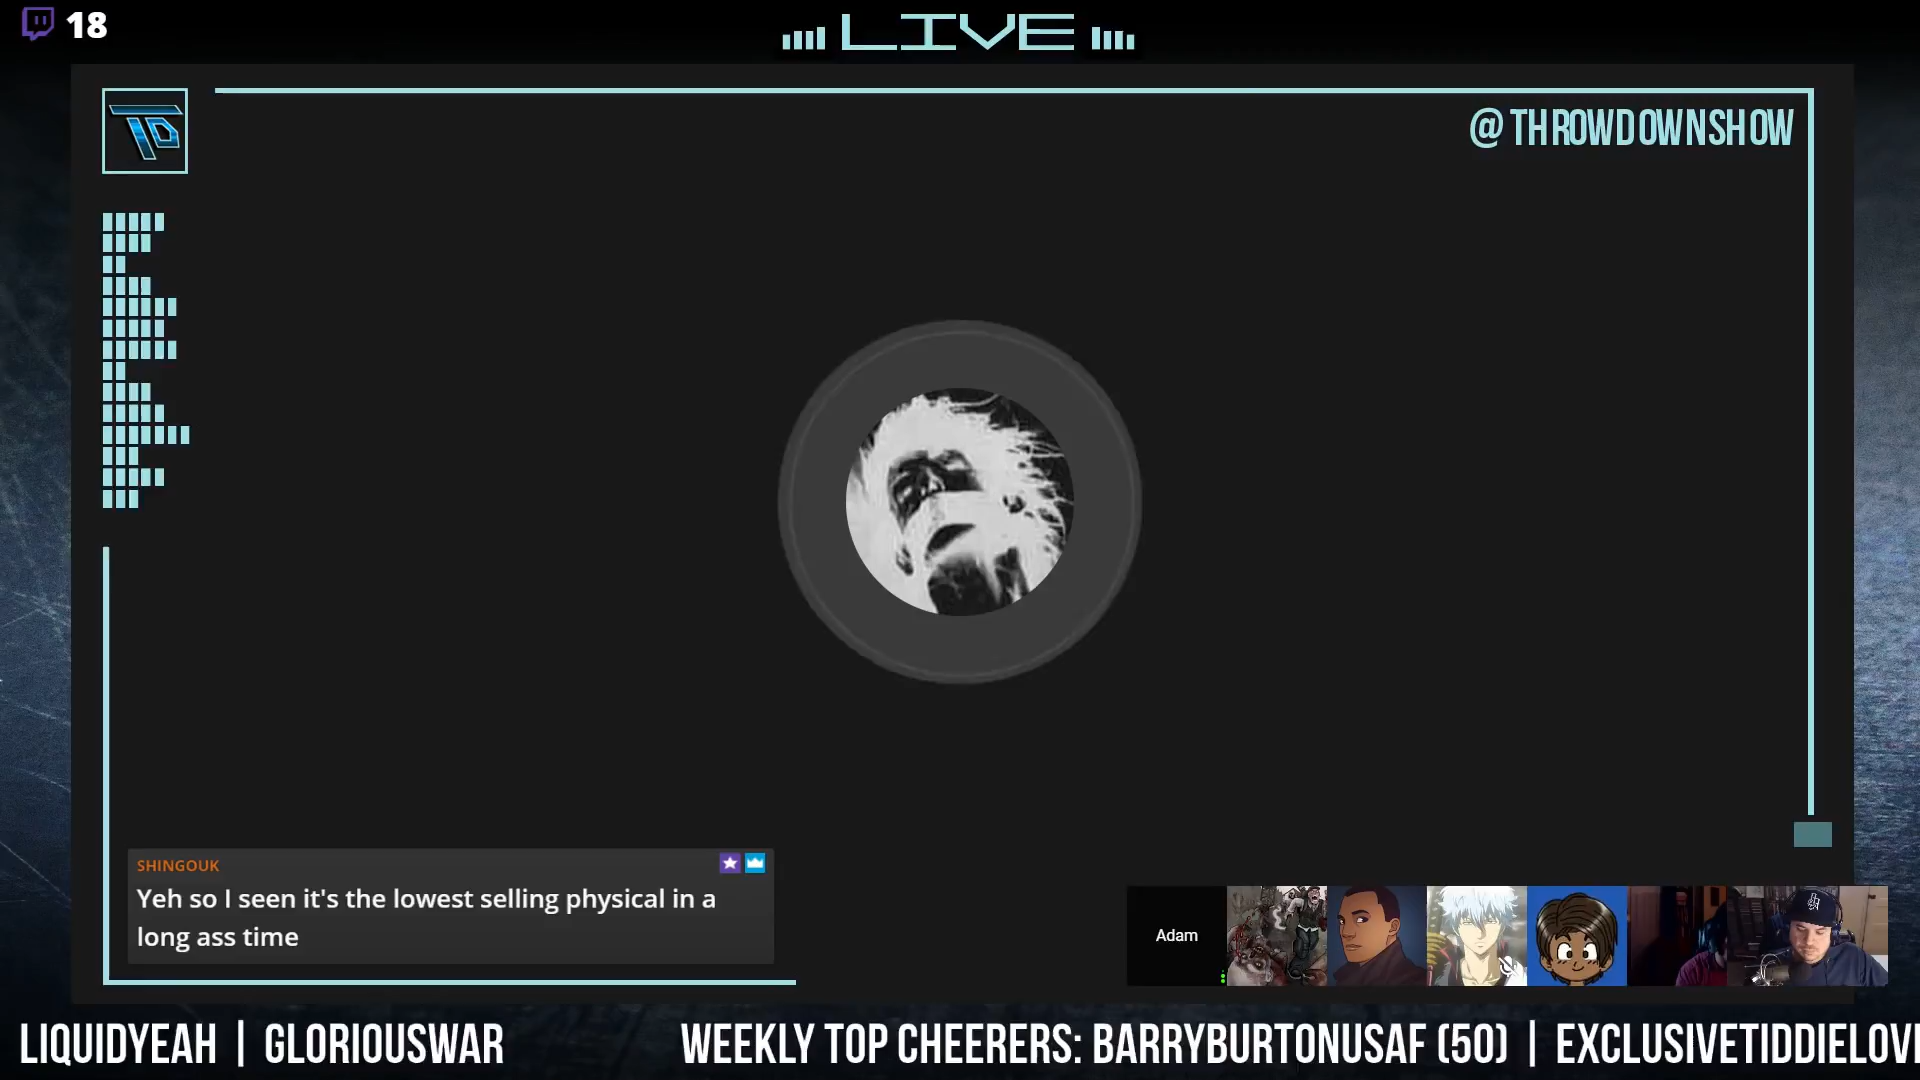 18
LIVE
TD
@THROWDOWNSHOW
SHINGOUK
Yeh so I seen it's the lowest selling physical in a
long ass time
Adam
LIQUIDYEAH | GLORIOUSWAR
WEEKLY TOP CHEERERS: BARRYBURTONUSAF (50) | EXCLUSIVETIDDIELOV